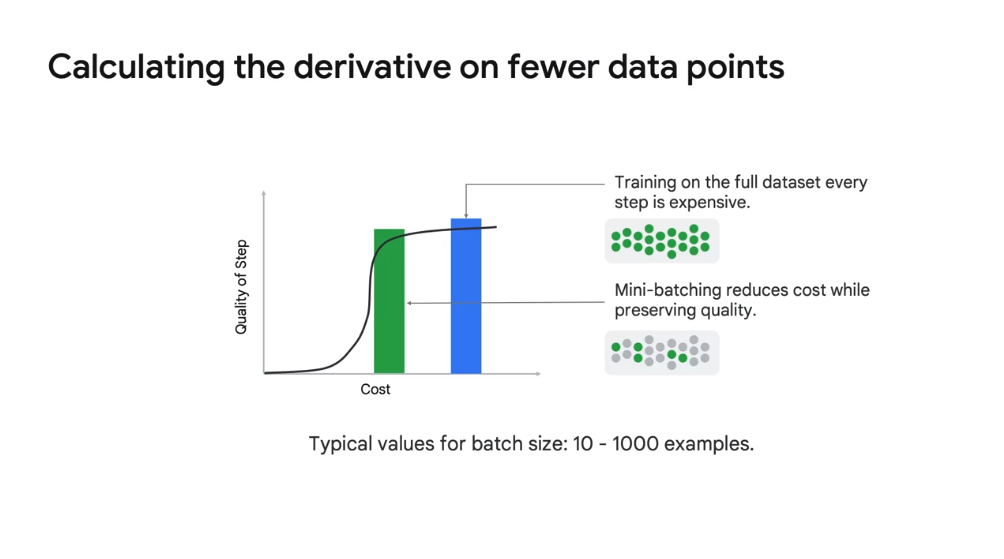 Calculating the derivative on fewer data points
Training on the full dataset every
step is expensive.
Quality of Step
Mini-batching reduces cost while
preserving quality.
Cost
Typical values for batch size: 10 - 1000 examples.